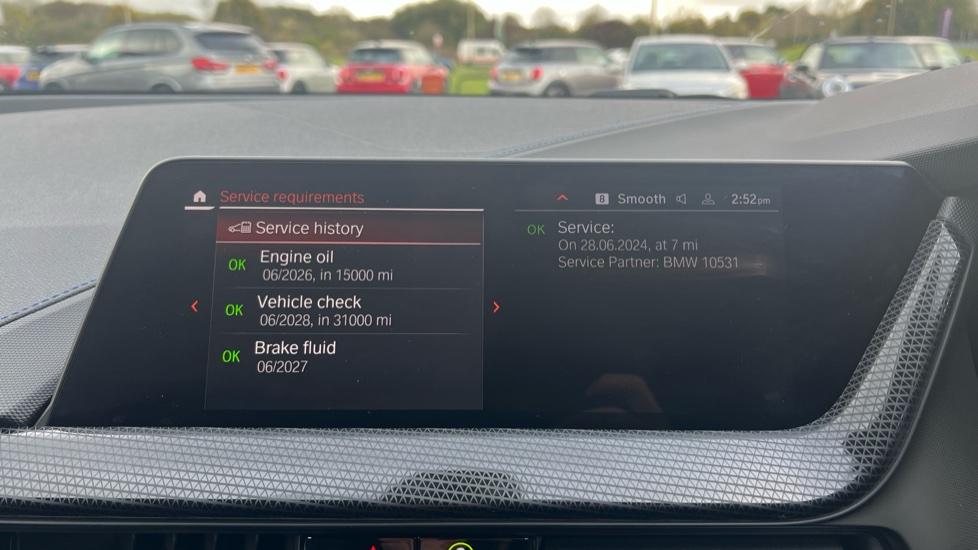 Service requirements
B Smooth 2:52pm
Service history
OK Engine oil
06/2026, in 15000 mi
OK Vehicle check
06/2028, in 31000 mi
OK Brake fluid
06/2027
OK Service:
On 28.06.2024, at 7 mi
Service Partner: BMW 10531